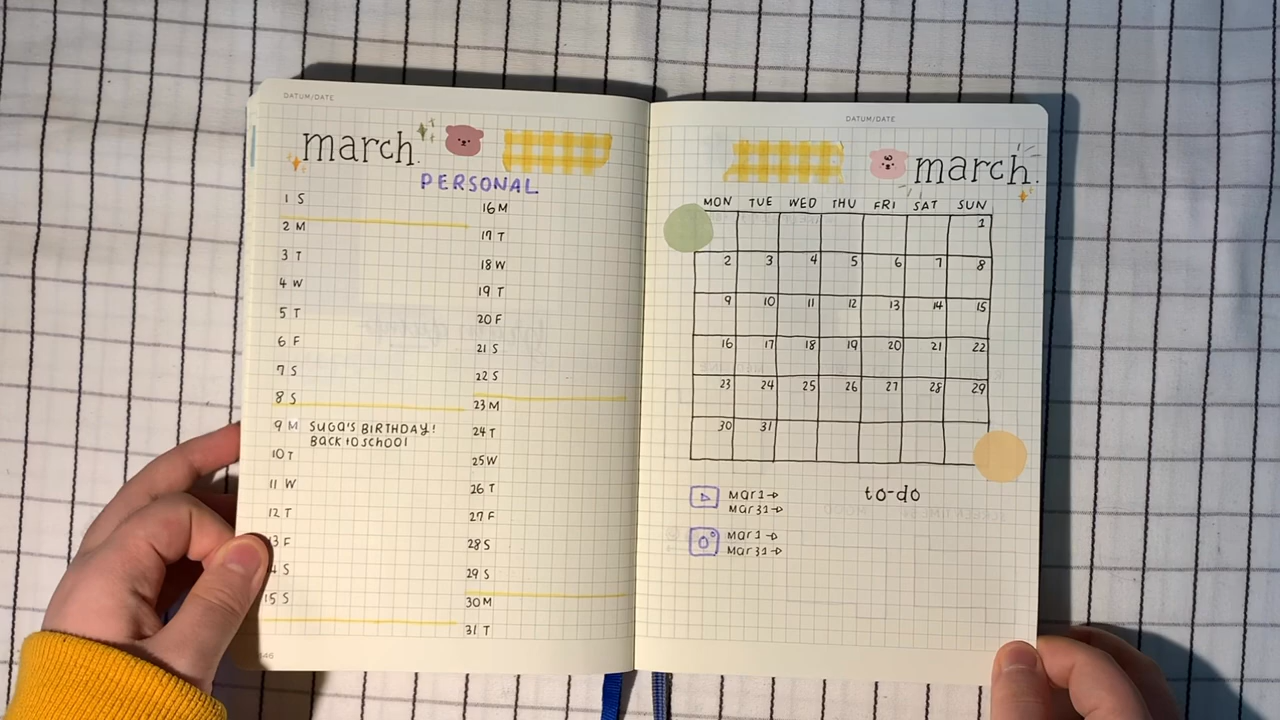 DATUM/DATE
march.
PERSONAL
1 S
2 M
3 T
4 W
5 T
6 F
7 S
8 S
9 M SUGA'S BIRTHDAY!
Back to school
10 T
11 W
12 T
13 F
S
15 S
16 M
17 T
18 W
19 T
20 F
21 S
22 S
23 M
24 T
25 W
26 T
27 F
28 S
29 S
30 M
31 T
DATUM/DATE
march.
MON TUE WED THU FRI SAT SUN
1
2 3 4 5 6 7 8
9 10 11 12 13 14 15
16 17 18 19 20 21 22
23 24 25 26 27 28 29
30 31
Mar 1 →
Mar 31 →
Mar 1 →
Mar 31 →
to-do